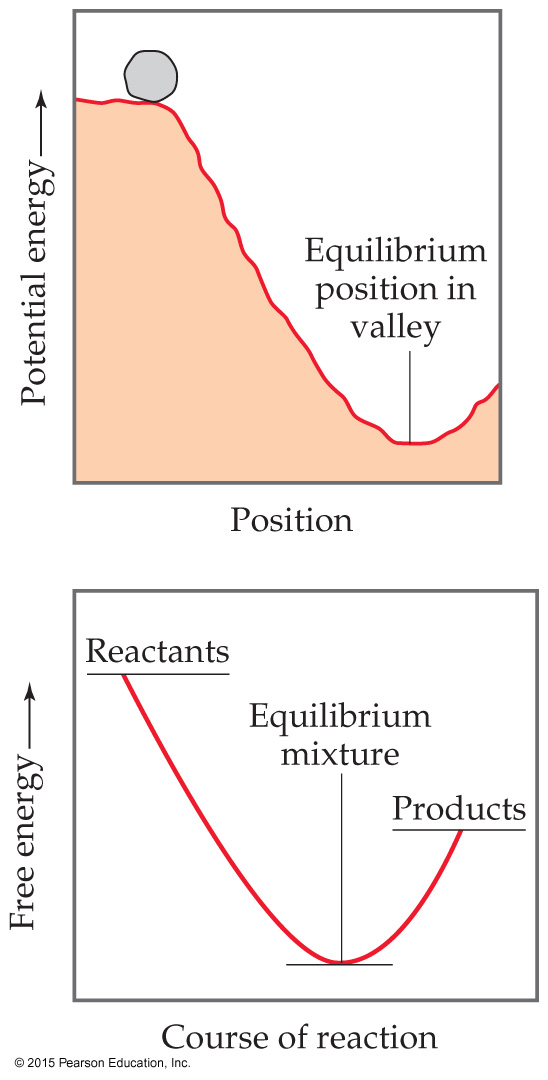 Potential energy
Equilibrium
position in
valley
Position
Free energy
Reactants
Equilibrium
mixture
Products
Course of reaction
© 2015 Pearson Education, Inc.